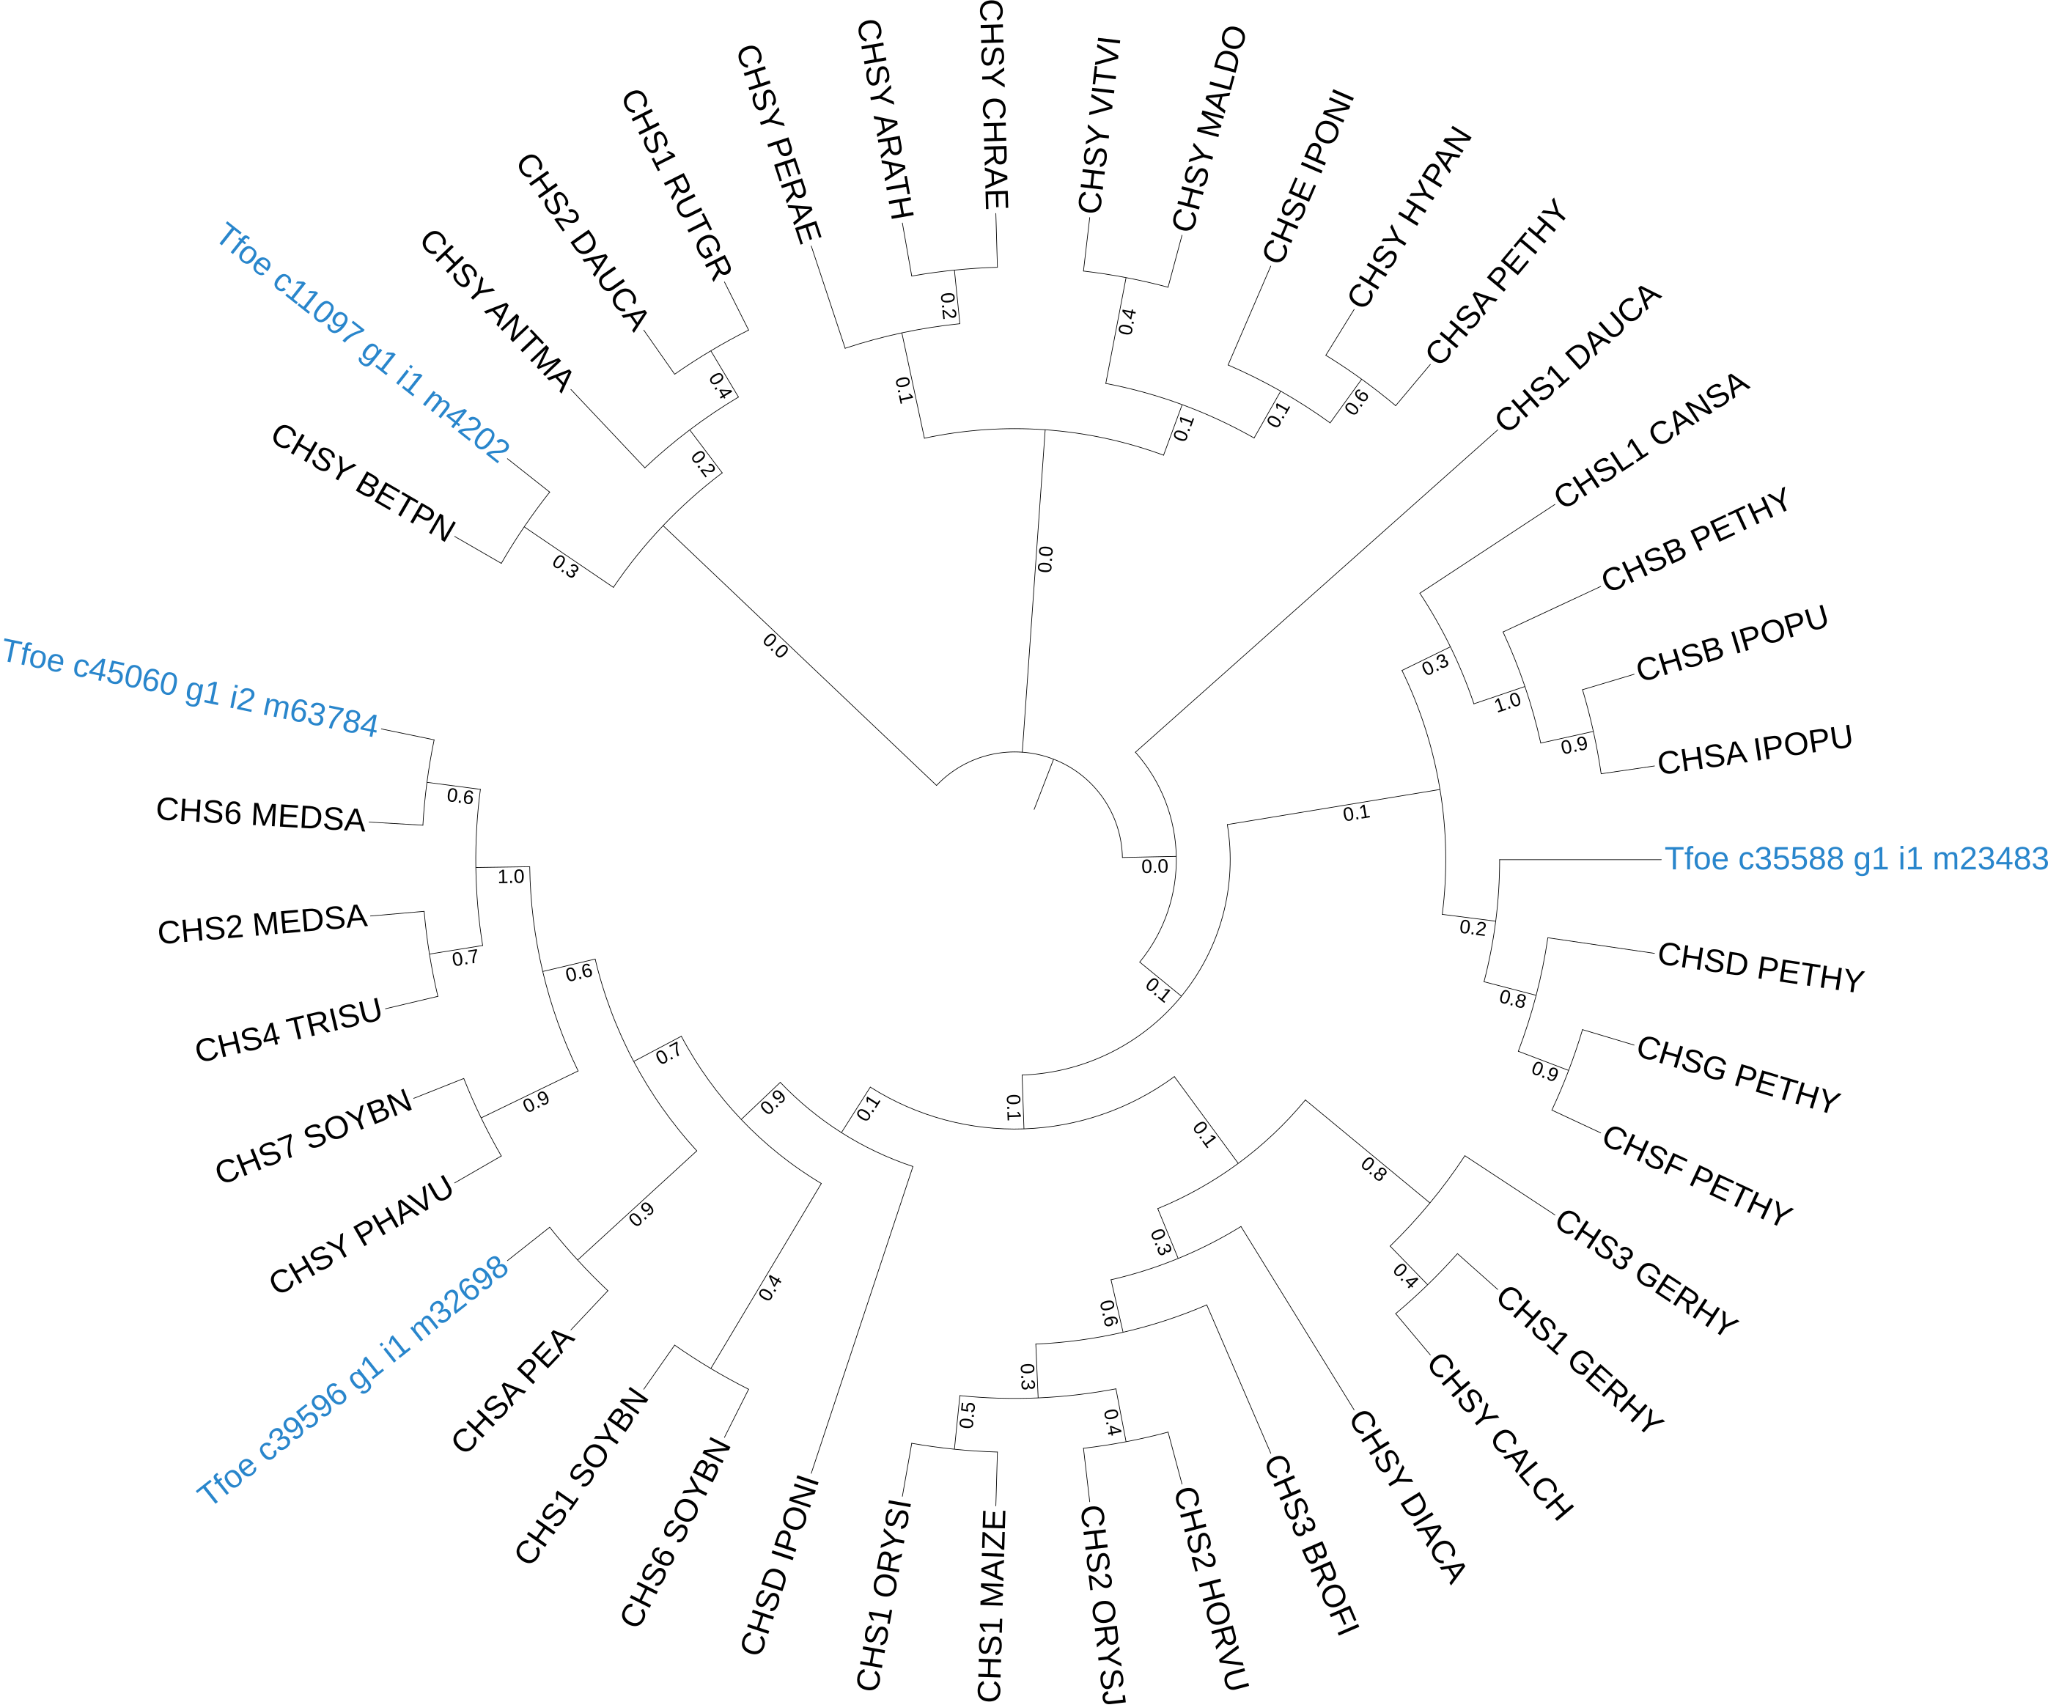 CHSY CHRAE
CHSY VITVI
CHSY MALDO
CHSE IPONI
CHSY HYPAN
CHSA PETHY
CHS1 DAUCA
CHSL1 CANSA
CHSB PETHY
CHSB IPOPU
CHSA IPOPU
Tfoe c35588 g1 i1 m23483
CHSD PETHY
CHSG PETHY
CHSF PETHY
CHS3 GERHY
CHS1 GERHY
CHSY CALCH
CHSY DIACA
CHS3 BROFI
CHS2 HORVU
CHS2 ORYSJ
CHS1 MAIZE
CHS1 ORYSI
CHSD IPONI
CHS6 SOYBN
CHS1 SOYBN
CHSA PEA
Tfoe c39596 g1 i1 m32698
CHSY PHAVU
CHS7 SOYBN
CHS4 TRISU
CHS2 MEDSA
CHS6 MEDSA
Tfoe c45060 g1 i2 m63784
CHSY BETPN
Tfoe c11097 g1 i1 m4202
CHSY ANTMA
CHS2 DAUCA
CHS1 RUTGR
CHSY PERAE
CHSY ARATH
0.2
0.1
0.4
0.1
0.1
0.6
0.0
0.3
1.0
0.9
0.1
0.2
0.8
0.9
0.0
0.1
0.1
0.1
0.8
0.4
0.3
0.6
0.3
0.4
0.5
0.1
0.9
0.7
0.4
0.6
0.9
0.9
1.0
0.7
0.6
0.0
0.3
0.2
0.4